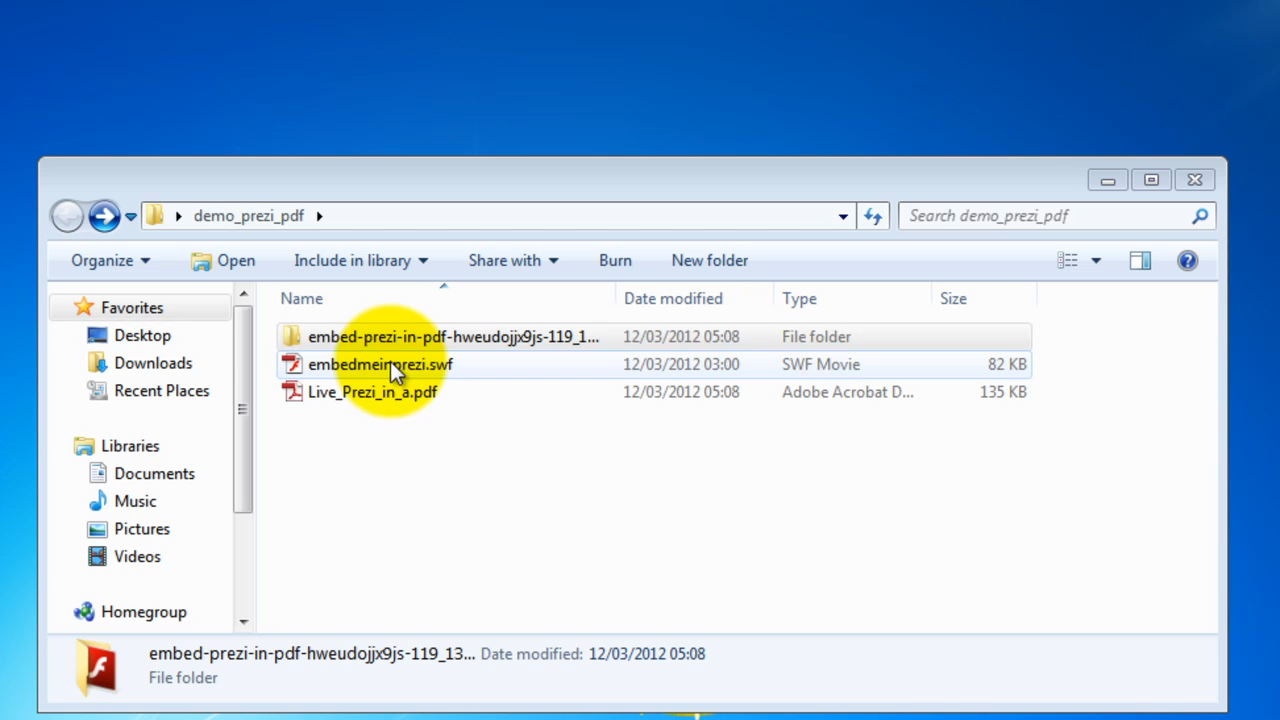 demo_prezi_pdf
Search demo_prezi_pdf
Organize Open Include in library Share with Burn New folder
Name Date modified Type Size
Favorites
Desktop
Downloads
Recent Places
Libraries
Documents
Music
Pictures
Videos
Homegroup
embed-prezi-in-pdf-hweudojjx9js-119_1... 12/03/2012 05:08 File folder
embedmeinprezi.swf 12/03/2012 03:00 SWF Movie 82 KB
Live_Prezi_in_a.pdf 12/03/2012 05:08 Adobe Acrobat D... 135 KB
embed-prezi-in-pdf-hweudojjx9js-119_13... Date modified: 12/03/2012 05:08
File folder